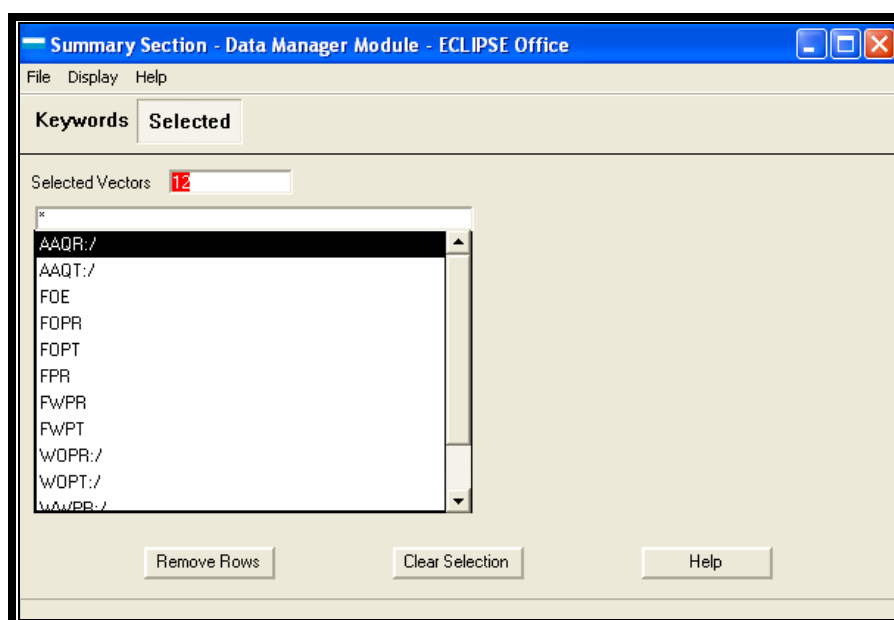 Summary Section - Data Manager Module - ECLIPSE Office
File Display Help
Keywords Selected
Selected Vectors 12
*
AAQR:/
AAQT:/
FOE
FOPR
FOPT
FPR
FWPR
FWPT
WOPR:/
WOPT:/
WWPR:/
Remove Rows Clear Selection Help